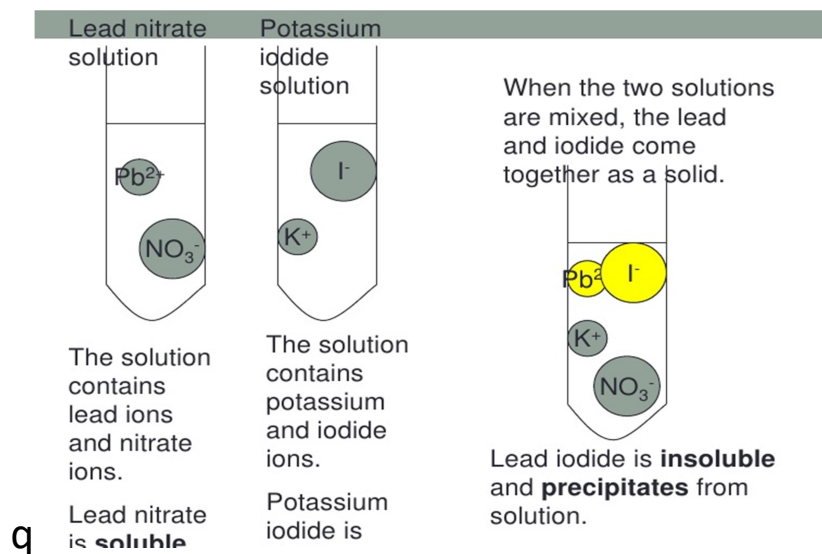 Lead nitrate
solution
Potassium
iodide
solution
When the two solutions
are mixed, the lead
and iodide come
together as a solid.
Pb²⁺
NO₃⁻
I⁻
K⁺
Pb²
I⁻
K⁺
NO₃⁻
The solution
contains
lead ions
and nitrate
ions.
Lead nitrate
is soluble
The solution
contains
potassium
and iodide
ions.
Potassium
iodide is
Lead iodide is insoluble
and precipitates from
solution.
q